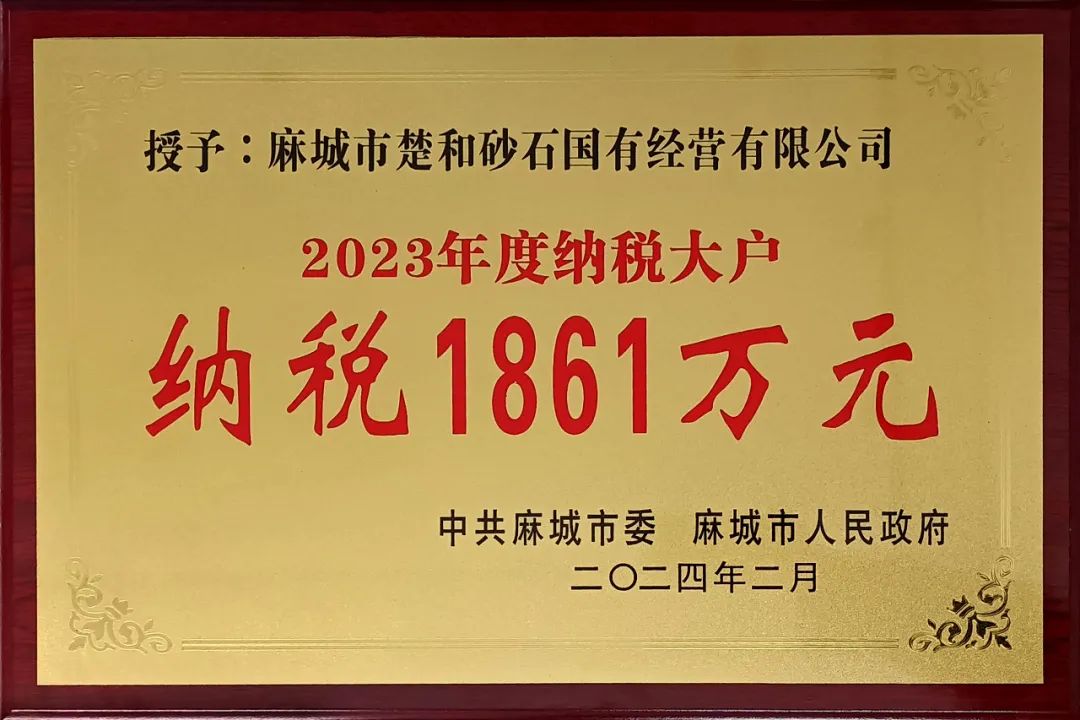 授予：麻城市楚和砂石国有经营有限公司
2023年度纳税大户
纳税1861万元
中共麻城市委 麻城市人民政府
二〇二四年二月